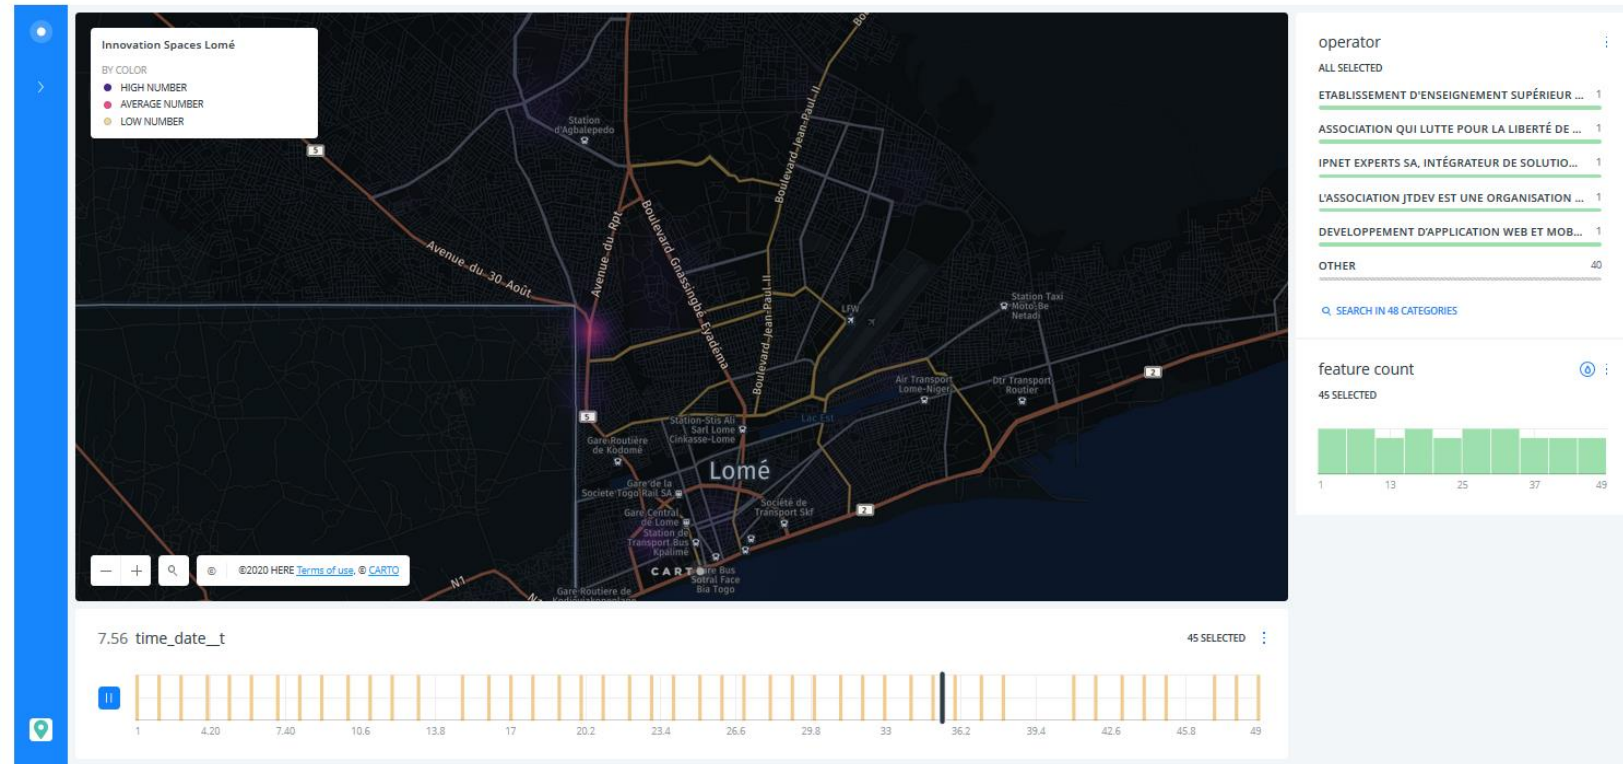 Innovation Spaces Lomé
BY COLOR
HIGH NUMBER
AVERAGE NUMBER
LOW NUMBER
Station
d'Agbalepedo
5
Boulevard-Jean-Paul-II
Avenue du Rpt
Boulevard Gnassingbé Eyadéma
Avenue du 30 Août
Boulevard-Jean-Paul-II
LFW
Station Taxi
Moto Be
Netadi
2
Air Transport
Lome-Niger
Dtr Transport
Routier
5
Station-Stis Ali
Sarl Lome
Cinkasse-Lome
Lac Est
Gare Routière
de Kodomé
Lomé
Gare de la
Societe Togo Rail SA
Société de
Transport Skf
2
Gare Central
de Lome
Station de
Transport Bus
Kpalimé
CARTO
Gare Bus
Sotral Face
Bia Togo
Gare-Routiere de
N1
© ©2020 HERE Terms of use, © CARTO
operator
ALL SELECTED
ETABLISSEMENT D'ENSEIGNEMENT SUPÉRIEUR ... 1
ASSOCIATION QUI LUTTE POUR LA LIBERTÉ DE ... 1
IPNET EXPERTS SA, INTÉGRATEUR DE SOLUTIO... 1
L'ASSOCIATION JTDEV EST UNE ORGANISATION ... 1
DEVELOPPEMENT D'APPLICATION WEB ET MOB... 1
OTHER 40
SEARCH IN 48 CATEGORIES
feature count
45 SELECTED
1 13 25 37 49
7.56 time_date__t 45 SELECTED
1 4.20 7.40 10.6 13.8 17 20.2 23.4 26.6 29.8 33 36.2 39.4 42.6 45.8 49